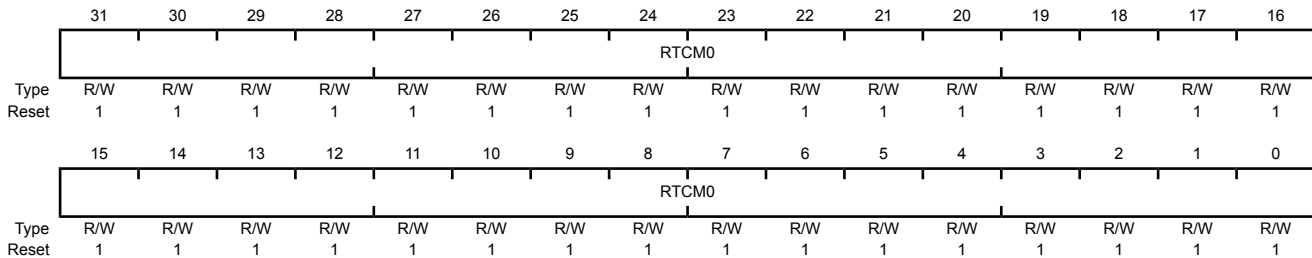 31 30 29 28 27 26 25 24 23 22 21 20 19 18 17 16
RTCM0
Type R/W R/W R/W R/W R/W R/W R/W R/W R/W R/W R/W R/W R/W R/W R/W R/W
Reset 1 1 1 1 1 1 1 1 1 1 1 1 1 1 1 1
15 14 13 12 11 10 9 8 7 6 5 4 3 2 1 0
RTCM0
Type R/W R/W R/W R/W R/W R/W R/W R/W R/W R/W R/W R/W R/W R/W R/W R/W
Reset 1 1 1 1 1 1 1 1 1 1 1 1 1 1 1 1